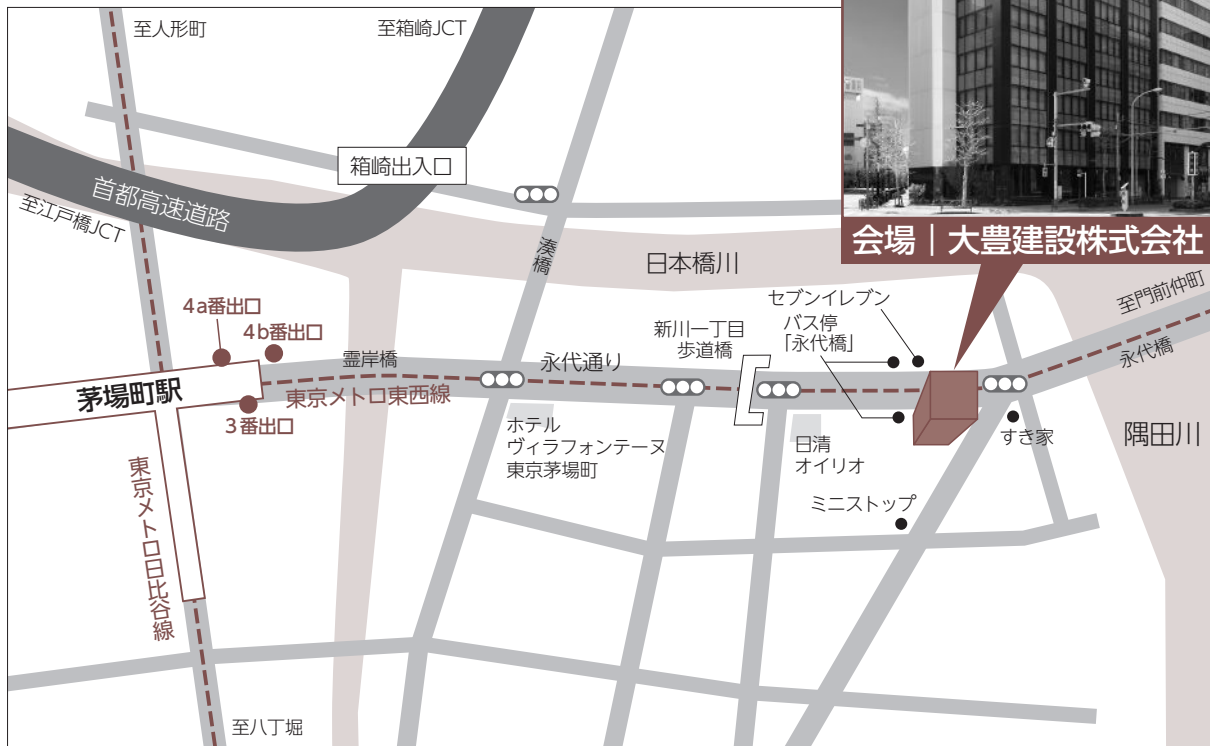 至人形町
至箱崎JCT
箱崎出入口
首都高速道路
至江戸橋JCT
湊橋
日本橋川
会場｜大豊建設株式会社
4a番出口
4b番出口
霊岸橋
永代通り
新川一丁目
歩道橋
セブンイレブン
バス停
「永代橋」
至門前仲町
永代橋
茅場町駅
東京メトロ東西線
3番出口
ホテル
ヴィラフォンテーヌ
東京茅場町
日清
オイリオ
すき家
隅田川
ミニストップ
東京メトロ日比谷線
至八丁堀